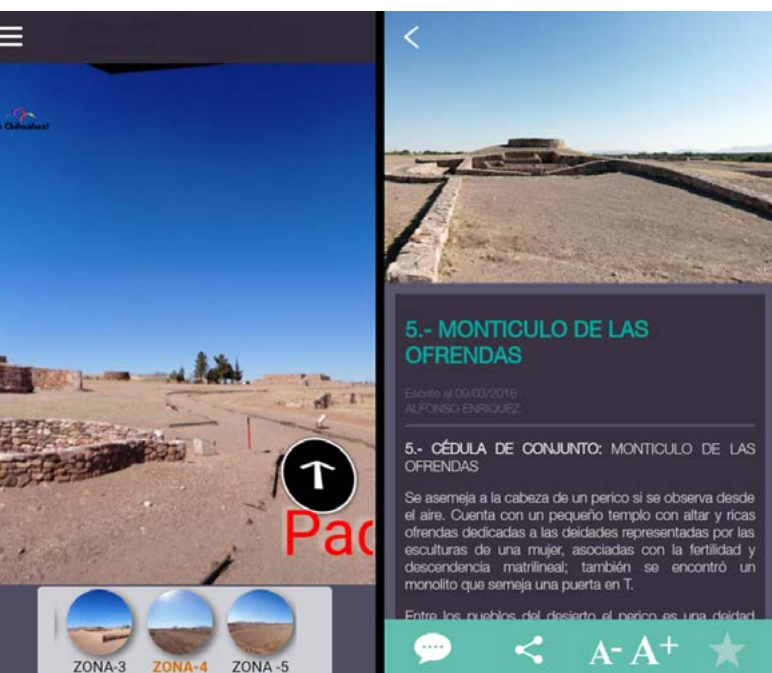 Chihuahua!
Pac
ZONA-3 ZONA-4 ZONA -5
5.- MONTICULO DE LAS
OFRENDAS
Escrito el 09/03/2016
ALFONSO ENRIQUEZ
5.- CÉDULA DE CONJUNTO: MONTICULO DE LAS
OFRENDAS
Se asemeja a la cabeza de un perico si se observa desde
el aire. Cuenta con un pequeño templo con altar y ricas
ofrendas dedicadas a las deidades representadas por las
esculturas de una mujer, asociadas con la fertilidad y
descendencia matrilineal; también se encontró un
monolito que semeja una puerta en T.
Entre los pueblos del desierto el perico es una deidad
A- A+